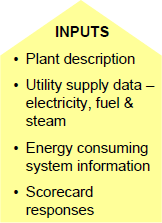 INPUTS
• Plant description
• Utility supply data –
electricity, fuel &
steam
• Energy consuming
system information
• Scorecard
responses